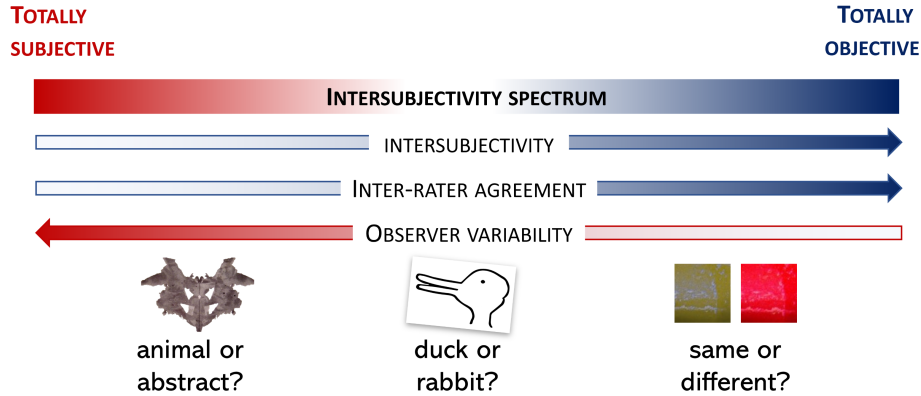 TOTALLY SUBJECTIVE
TOTALLY OBJECTIVE
INTERSUBJECTIVITY SPECTRUM
INTERSUBJECTIVITY
INTER-RATER AGREEMENT
OBSERVER VARIABILITY
animal or
abstract?
duck or
rabbit?
same or
different?